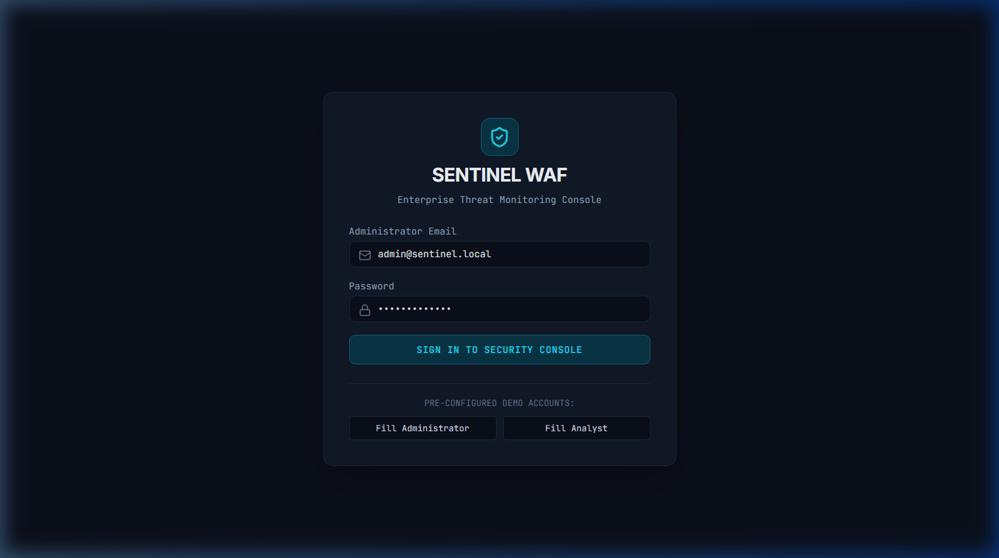 SENTINEL WAF
Enterprise Threat Monitoring Console
Administrator Email
admin@sentinel.local
Password
•••••••••••••
SIGN IN TO SECURITY CONSOLE
PRE-CONFIGURED DEMO ACCOUNTS:
Fill Administrator
Fill Analyst